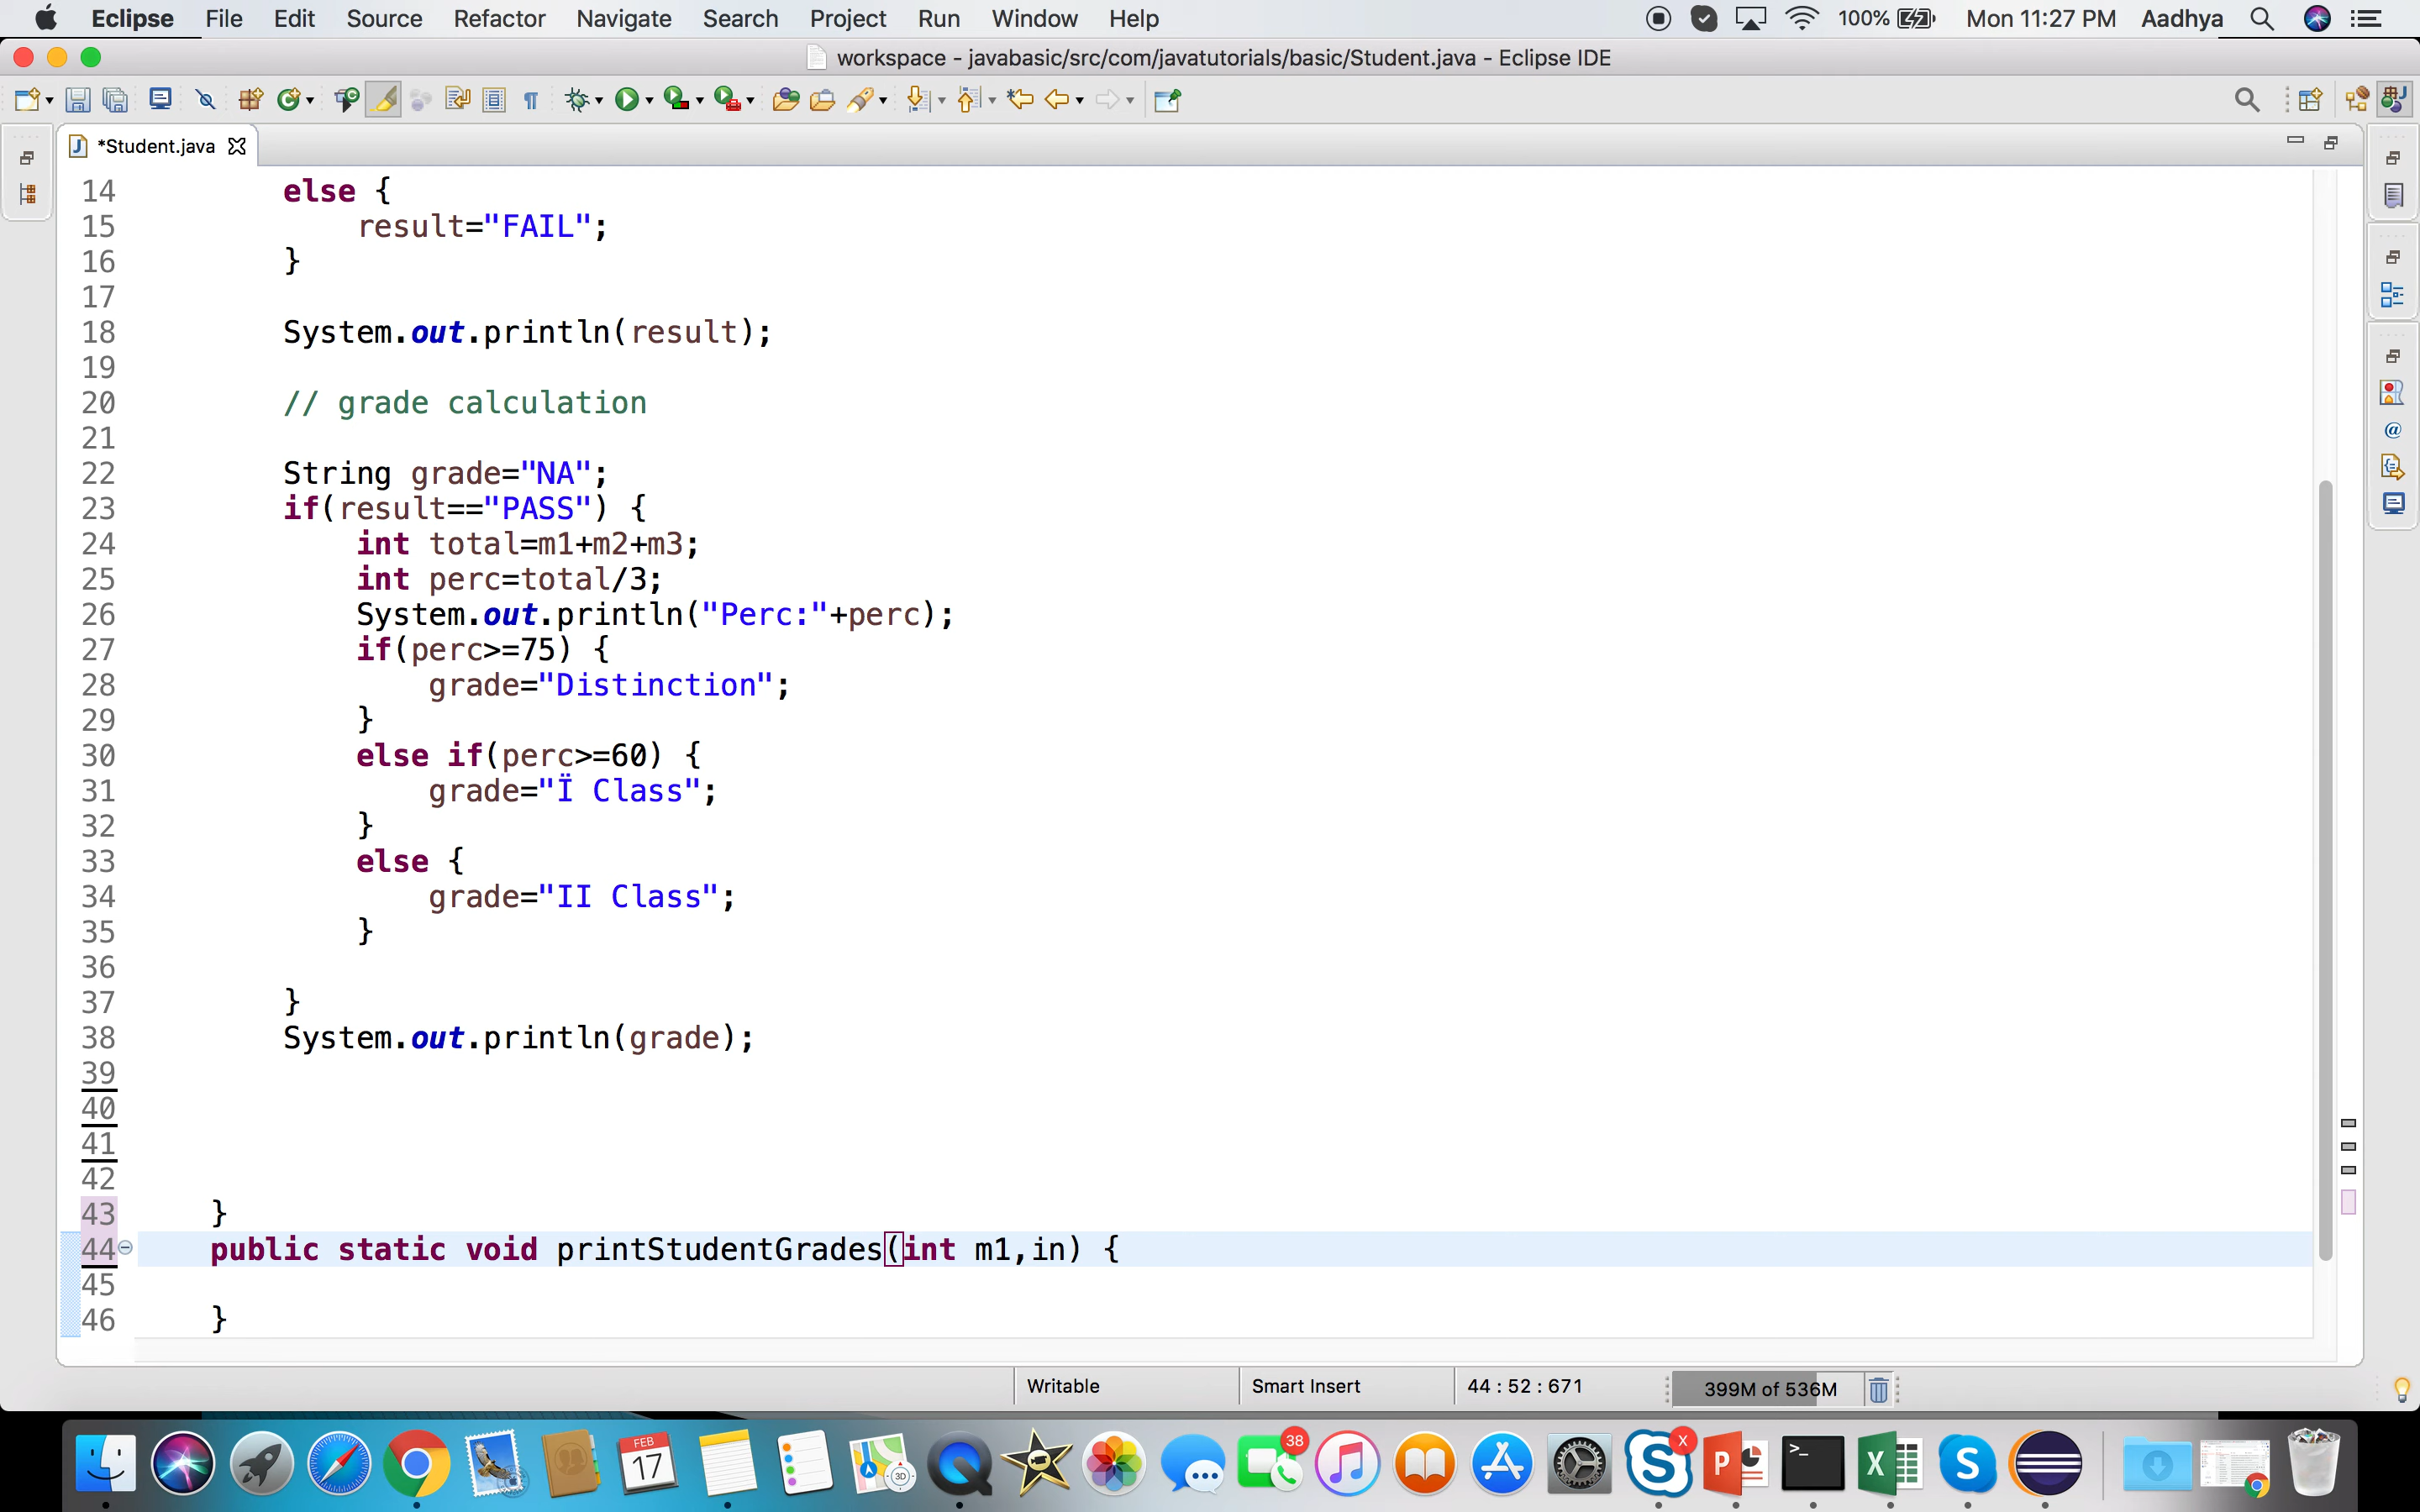 Eclipse File Edit Source Refactor Navigate Search Project Run Window Help 100% Mon 11:27 PM Aadhya
workspace - javabasic/src/com/javatutorials/basic/Student.java - Eclipse IDE
*Student.java
14 else {
15 result="FAIL";
16 }
17
18 System.out.println(result);
19
20 // grade calculation
21
22 String grade="NA";
23 if(result=="PASS") {
24 int total=m1+m2+m3;
25 int perc=total/3;
26 System.out.println("Perc:"+perc);
27 if(perc>=75) {
28 grade="Distinction";
29 }
30 else if(perc>=60) {
31 grade="Ï Class";
32 }
33 else {
34 grade="II Class";
35 }
36
37 }
38 System.out.println(grade);
39
40
41
42
43 }
44 public static void printStudentGrades(int m1,in) {
45
46 }
Writable Smart Insert 44 : 52 : 671 399M of 536M
FEB
17
3D
38
X